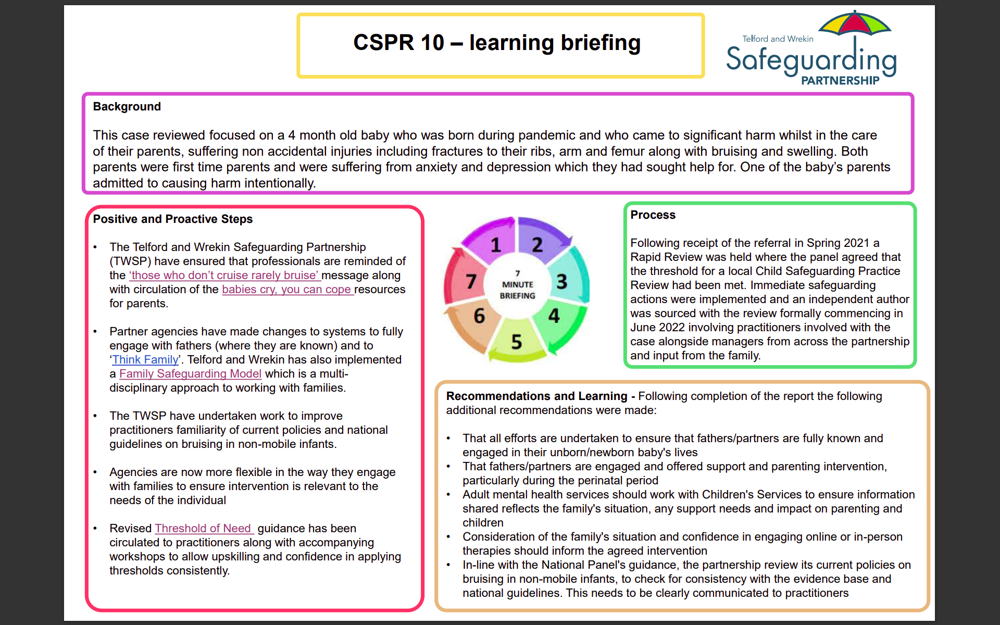 CSPR 10 – learning briefing
Telford and Wrekin
Safeguarding
PARTNERSHIP
Background
This case reviewed focused on a 4 month old baby who was born during pandemic and who came to significant harm whilst in the care
of their parents, suffering non accidental injuries including fractures to their ribs, arm and femur along with bruising and swelling. Both
parents were first time parents and were suffering from anxiety and depression which they had sought help for. One of the baby’s parents
admitted to causing harm intentionally.
Positive and Proactive Steps
• The Telford and Wrekin Safeguarding Partnership
(TWSP) have ensured that professionals are reminded of
the ‘those who don’t cruise rarely bruise’ message along
with circulation of the babies cry, you can cope resources
for parents.
• Partner agencies have made changes to systems to fully
engage with fathers (where they are known) and to
‘Think Family’. Telford and Wrekin has also implemented
a Family Safeguarding Model which is a multi-
disciplinary approach to working with families.
• The TWSP have undertaken work to improve
practitioners familiarity of current policies and national
guidelines on bruising in non-mobile infants.
• Agencies are now more flexible in the way they engage
with families to ensure intervention is relevant to the
needs of the individual
• Revised Threshold of Need guidance has been
circulated to practitioners along with accompanying
workshops to allow upskilling and confidence in applying
thresholds consistently.
1
2
3
4
5
6
7
7
MINUTE
BRIEFING
Process
Following receipt of the referral in Spring 2021 a
Rapid Review was held where the panel agreed that
the threshold for a local Child Safeguarding Practice
Review had been met. Immediate safeguarding
actions were implemented and an independent author
was sourced with the review formally commencing in
June 2022 involving practitioners involved with the
case alongside managers from across the partnership
and input from the family.
Recommendations and Learning - Following completion of the report the following
additional recommendations were made:
• That all efforts are undertaken to ensure that fathers/partners are fully known and
engaged in their unborn/newborn baby's lives
• That fathers/partners are engaged and offered support and parenting intervention,
particularly during the perinatal period
• Adult mental health services should work with Children's Services to ensure information
shared reflects the family's situation, any support needs and impact on parenting and
children
• Consideration of the family's situation and confidence in engaging online or in-person
therapies should inform the agreed intervention
• In-line with the National Panel's guidance, the partnership review its current policies on
bruising in non-mobile infants, to check for consistency with the evidence base and
national guidelines. This needs to be clearly communicated to practitioners